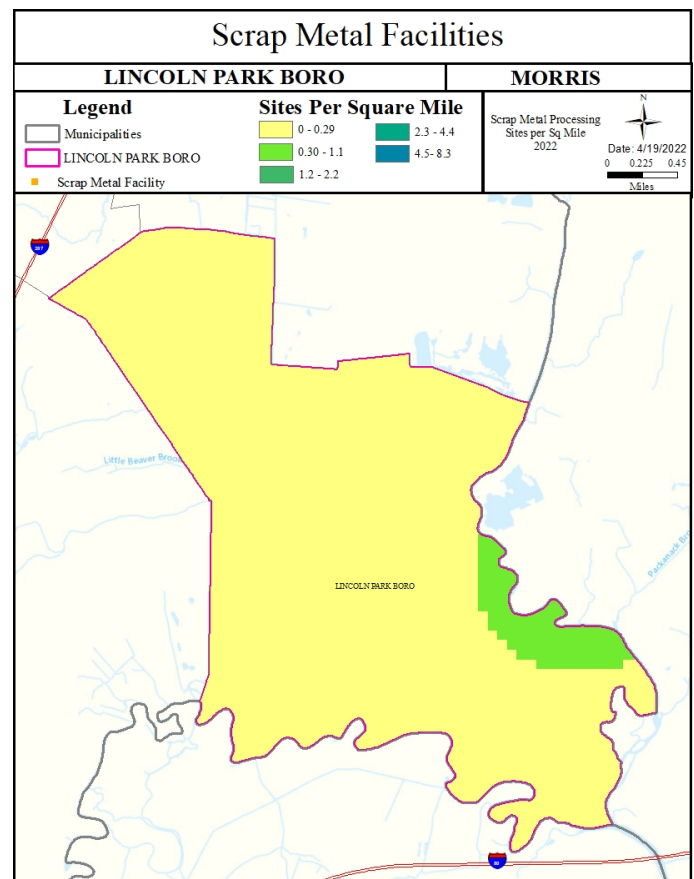 Scrap Metal Facilities
LINCOLN PARK BORO
MORRIS
Legend
Municipalities
LINCOLN PARK BORO
Scrap Metal Facility
Sites Per Square Mile
0 - 0.29
0.30 - 1.1
1.2 - 2.2
2.3 - 4.4
4.5- 8.3
Scrap Metal Processing
Sites per Sq Mile
2022
N
Date: 4/19/2022
0 0.225 0.45
Miles
287
Little Beaver Brook
LINCOLN PARK BORO
80